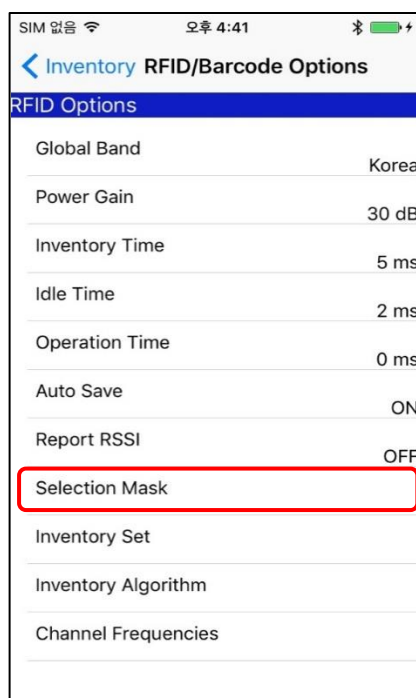 SIM 없음 오후 4:41
Inventory RFID/Barcode Options
RFID Options
Global Band
Korea
Power Gain
30 dB
Inventory Time
5 ms
Idle Time
2 ms
Operation Time
0 ms
Auto Save
ON
Report RSSI
OFF
Selection Mask
Inventory Set
Inventory Algorithm
Channel Frequencies